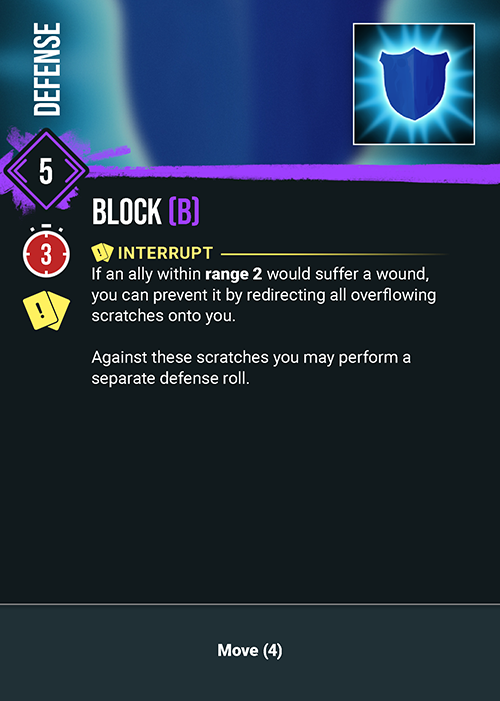 DEFENSE
5
BLOCK (B)
3
! INTERRUPT
If an ally within range 2 would suffer a wound,
you can prevent it by redirecting all overflowing
scratches onto you.
!
Against these scratches you may perform a
separate defense roll.
Move (4)